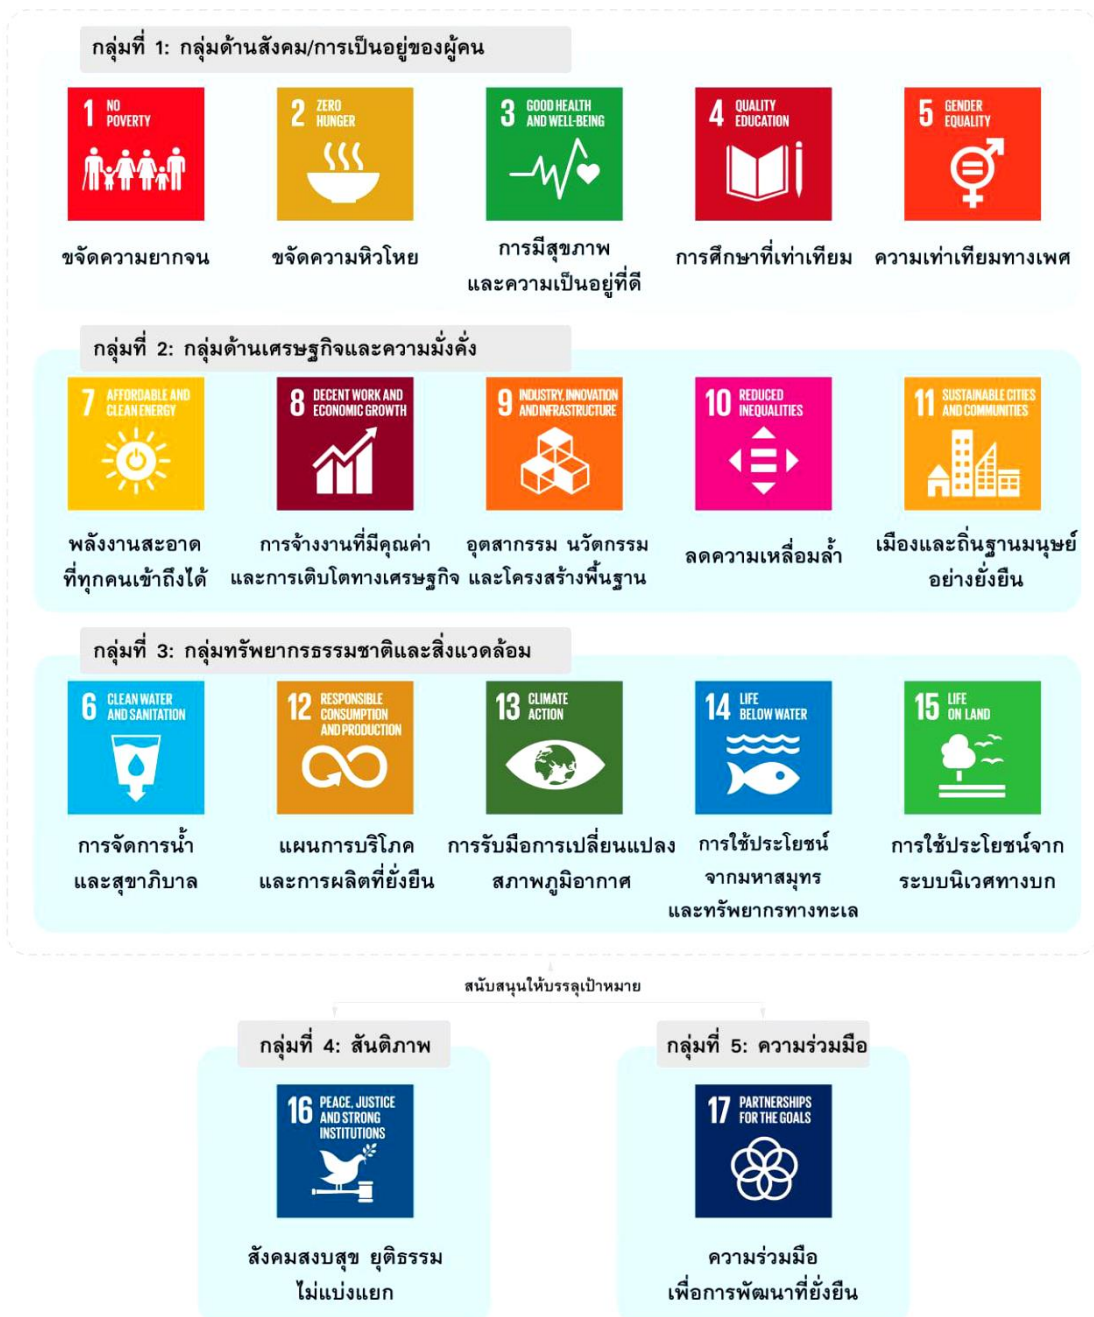 กลุ่มที่ 1: กลุ่มด้านสังคม/การเป็นอยู่ของผู้คน
1 NO
POVERTY
ขจัดความยากจน
2 ZERO
HUNGER
ขจัดความหิวโหย
3 GOOD HEALTH
AND WELL-BEING
การมีสุขภาพ
และความเป็นอยู่ที่ดี
4 QUALITY
EDUCATION
การศึกษาที่เท่าเทียม
5 GENDER
EQUALITY
ความเท่าเทียมทางเพศ
กลุ่มที่ 2: กลุ่มด้านเศรษฐกิจและความมั่งคั่ง
7 AFFORDABLE AND
CLEAN ENERGY
พลังงานสะอาด
ที่ทุกคนเข้าถึงได้
8 DECENT WORK AND
ECONOMIC GROWTH
การจ้างงานที่มีคุณค่า
และการเติบโตทางเศรษฐกิจ
9 INDUSTRY, INNOVATION
AND INFRASTRUCTURE
อุตสากรรม นวัตกรรม
และโครงสร้างพื้นฐาน
10 REDUCED
INEQUALITIES
ลดความเหลื่อมล้ำ
11 SUSTAINABLE CITIES
AND COMMUNITIES
เมืองและถิ่นฐานมนุษย์
อย่างยั่งยืน
กลุ่มที่ 3: กลุ่มทรัพยากรธรรมชาติและสิ่งแวดล้อม
6 CLEAN WATER
AND SANITATION
การจัดการน้ำ
และสุขาภิบาล
12 RESPONSIBLE
CONSUMPTION
AND PRODUCTION
แผนการบริโภค
และการผลิตที่ยั่งยืน
13 CLIMATE
ACTION
การรับมือการเปลี่ยนแปลง
สภาพภูมิอากาศ
14 LIFE
BELOW WATER
การใช้ประโยชน์
จากมหาสมุทร
และทรัพยากรทางทะเล
15 LIFE
ON LAND
การใช้ประโยชน์จาก
ระบบนิเวศทางบก
สนับสนุนให้บรรลุเป้าหมาย
กลุ่มที่ 4: สันติภาพ
16 PEACE, JUSTICE
AND STRONG
INSTITUTIONS
สังคมสงบสุข ยุติธรรม
ไม่แบ่งแยก
กลุ่มที่ 5: ความร่วมมือ
17 PARTNERSHIPS
FOR THE GOALS
ความร่วมมือ
เพื่อการพัฒนาที่ยั่งยืน